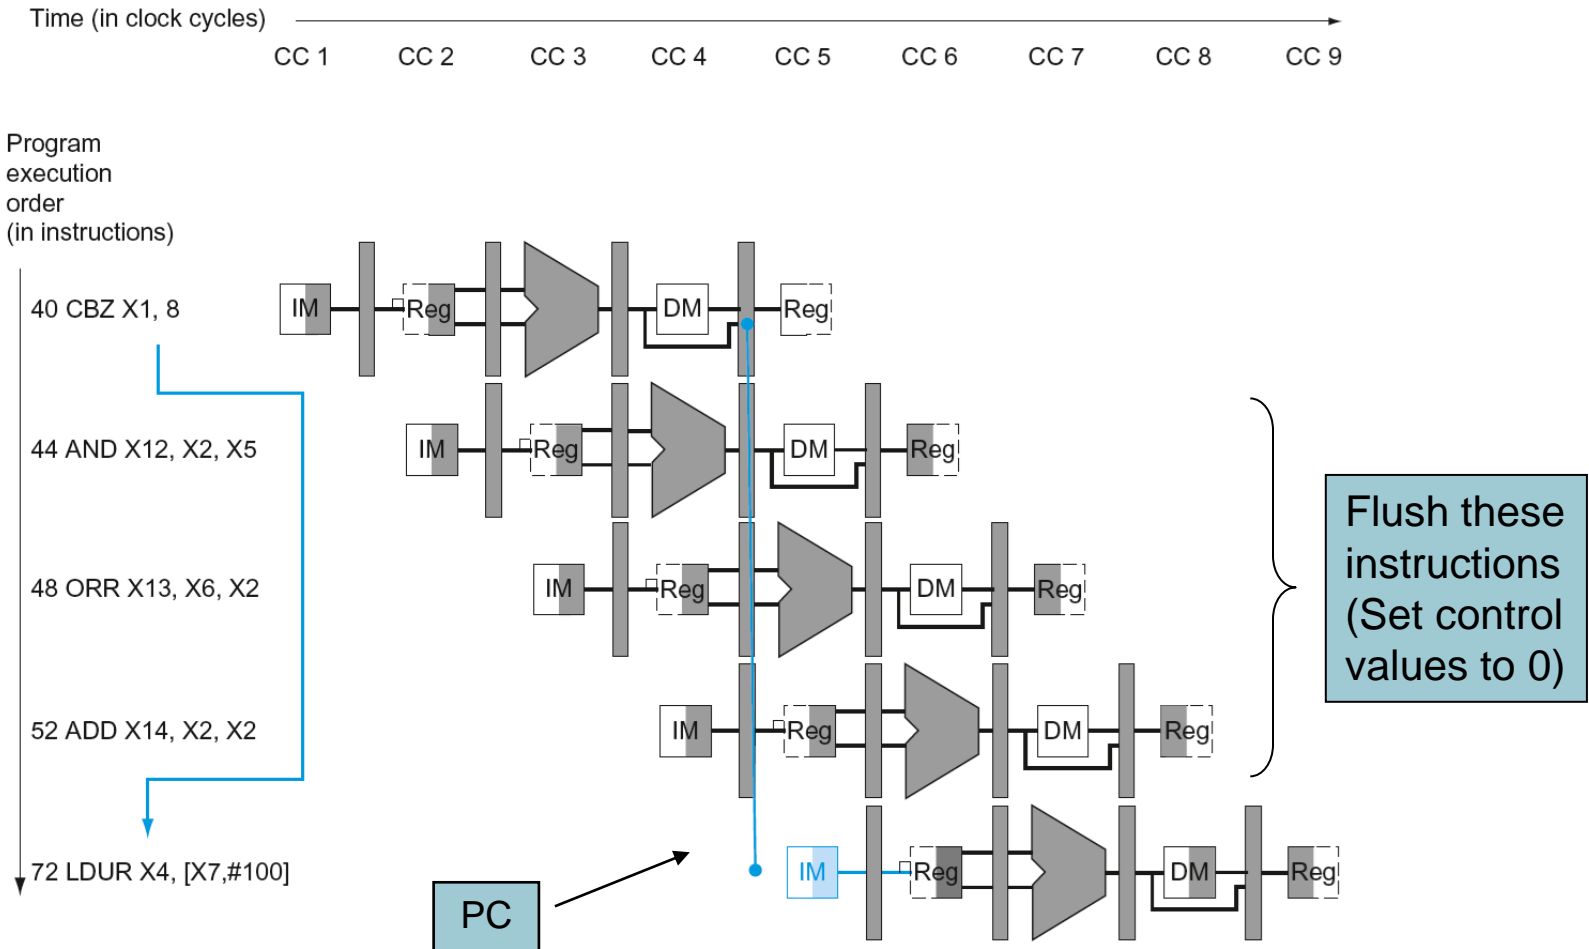 Time (in clock cycles)
CC 1 CC 2 CC 3 CC 4 CC 5 CC 6 CC 7 CC 8 CC 9
Program
execution
order
(in instructions)
40 CBZ X1, 8
IM Reg DM Reg
44 AND X12, X2, X5
IM Reg DM Reg
48 ORR X13, X6, X2
IM Reg DM Reg
52 ADD X14, X2, X2
IM Reg DM Reg
72 LDUR X4, [X7,#100]
IM Reg DM Reg
Flush these
instructions
(Set control
values to 0)
PC